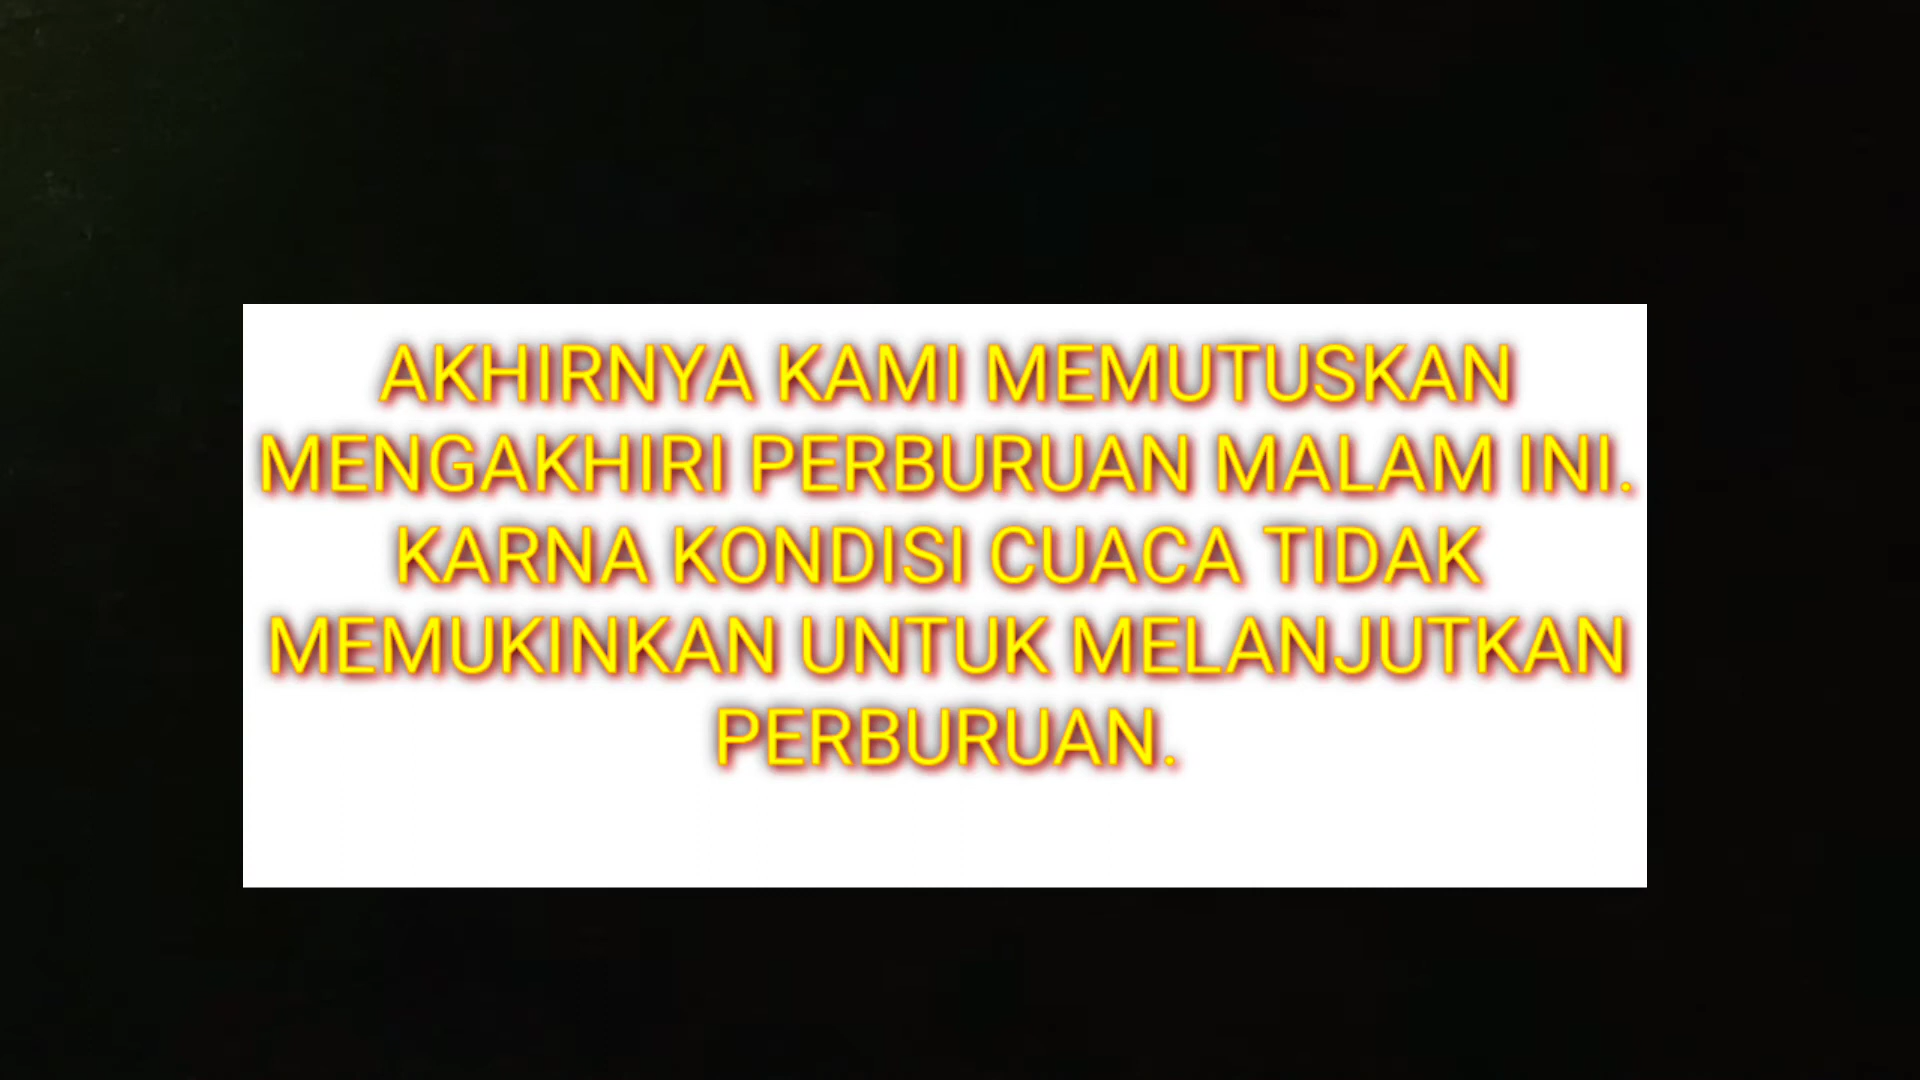 AKHIRNYA KAMI MEMUTUSKAN
MENGAKHIRI PERBURUAN MALAM INI.
KARNA KONDISI CUACA TIDAK
MEMUKINKAN UNTUK MELANJUTKAN
PERBURUAN.